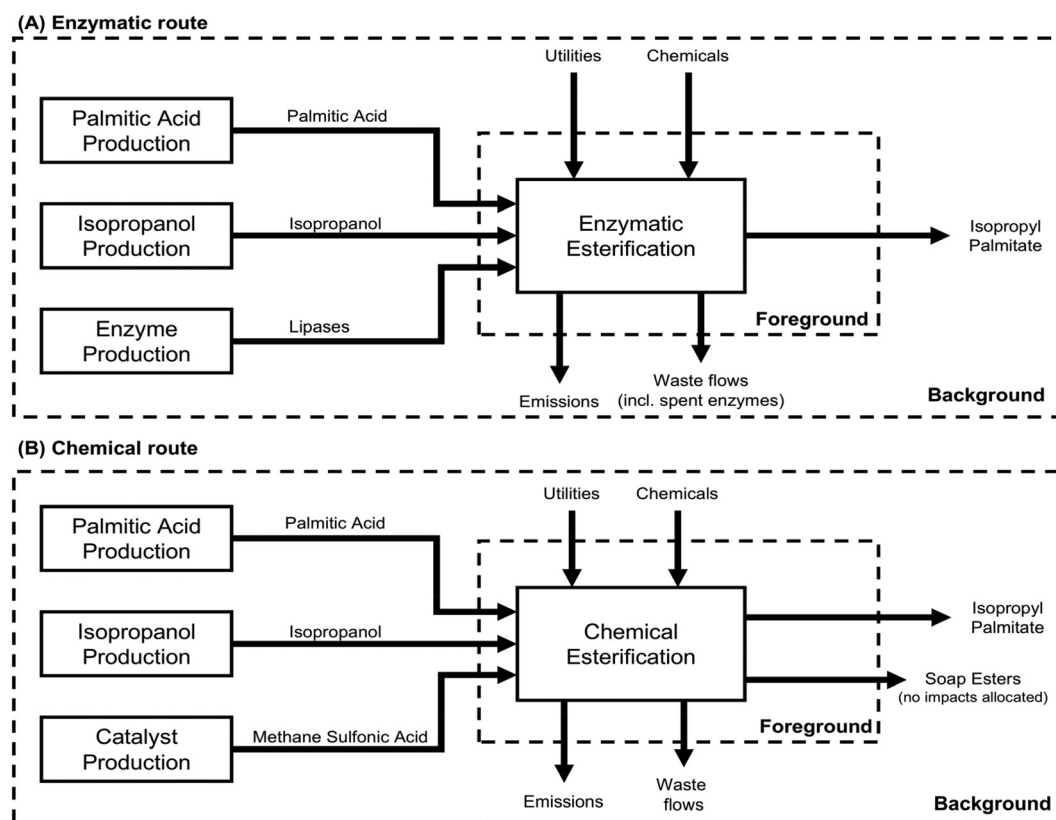 (A) Enzymatic route
Utilities
Chemicals
Palmitic Acid
Production
Palmitic Acid
Isopropanol
Production
Isopropanol
Enzymatic
Esterification
Isopropyl
Palmitate
Enzyme
Production
Lipases
Foreground
Emissions
Waste flows
(incl. spent enzymes)
Background
(B) Chemical route
Utilities
Chemicals
Palmitic Acid
Production
Palmitic Acid
Isopropanol
Production
Isopropanol
Chemical
Esterification
Isopropyl
Palmitate
Soap Esters
(no impacts allocated)
Catalyst
Production
Methane Sulfonic Acid
Foreground
Emissions
Waste
flows
Background